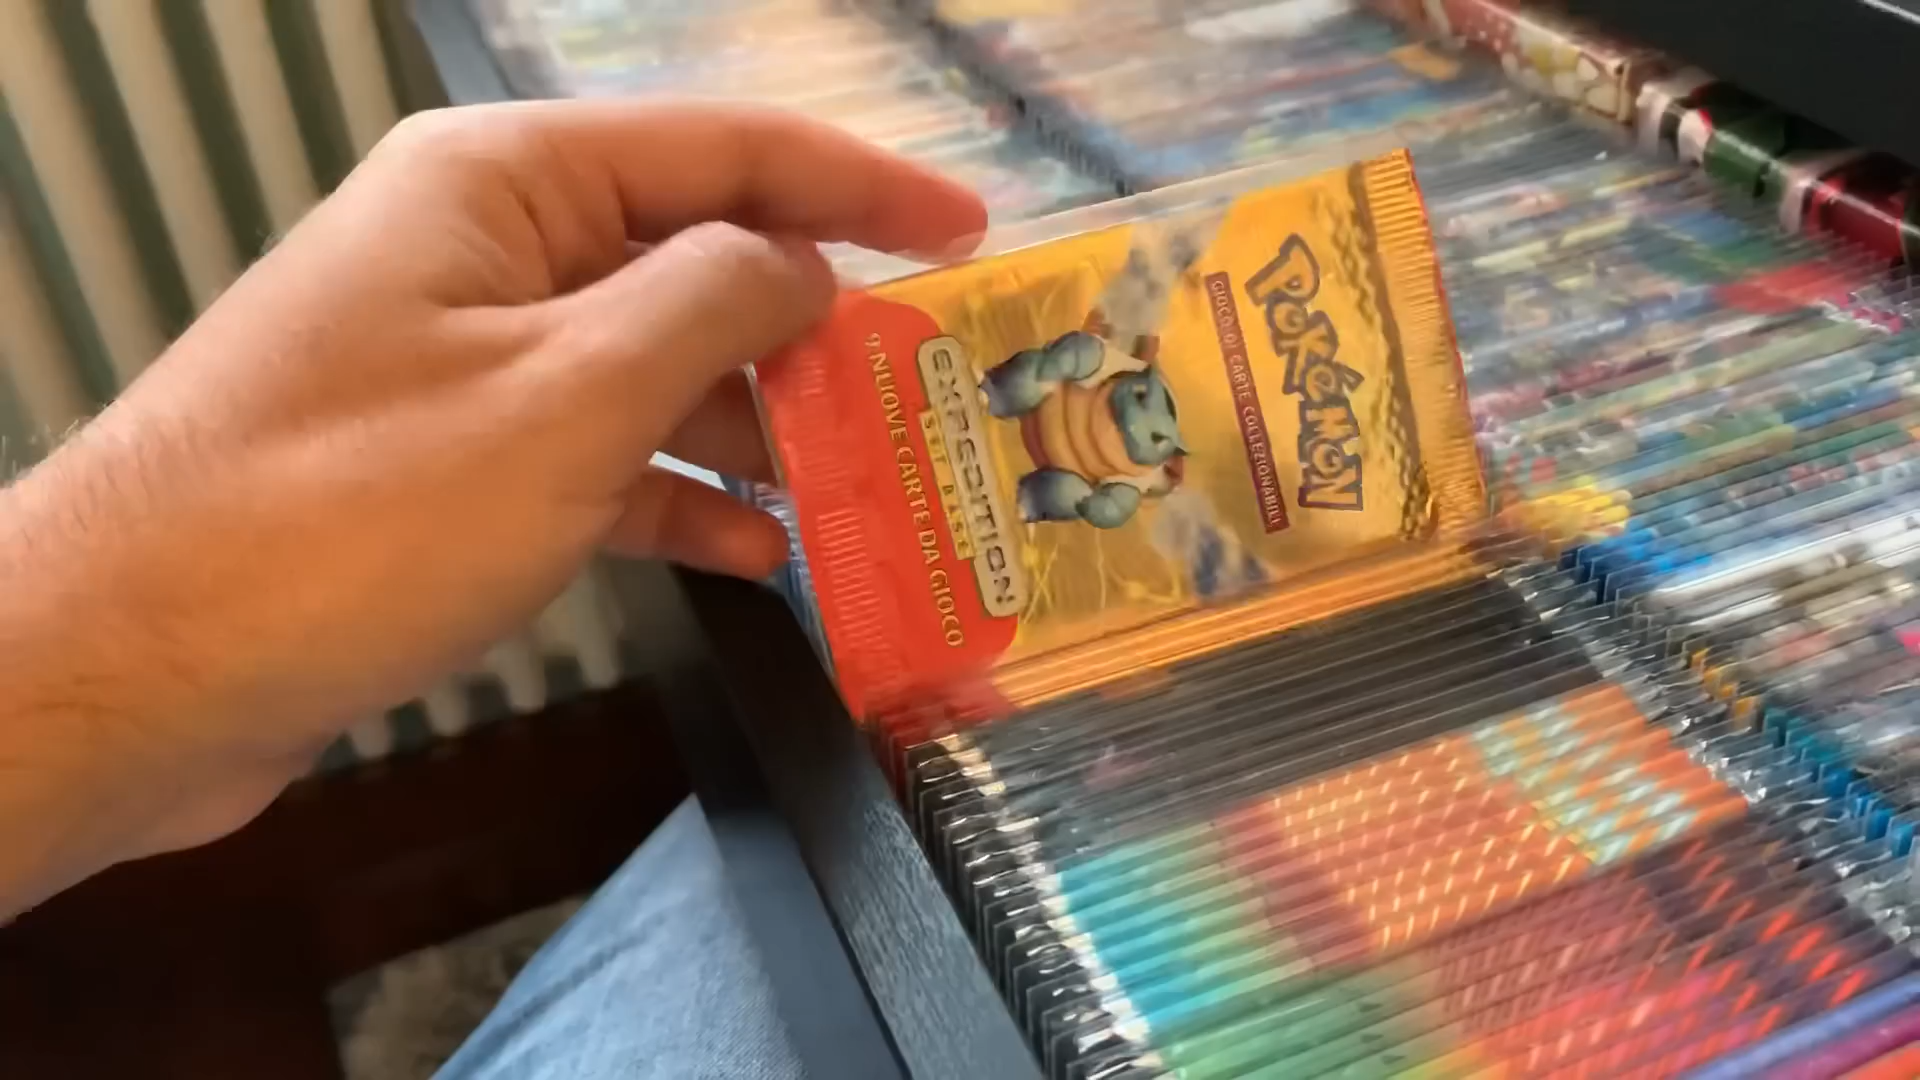 POKéMON
GIOCO DI CARTE COLLEZIONABILI
EXPEDITION
SET BASE
9 NUOVE CARTE DA GIOCO